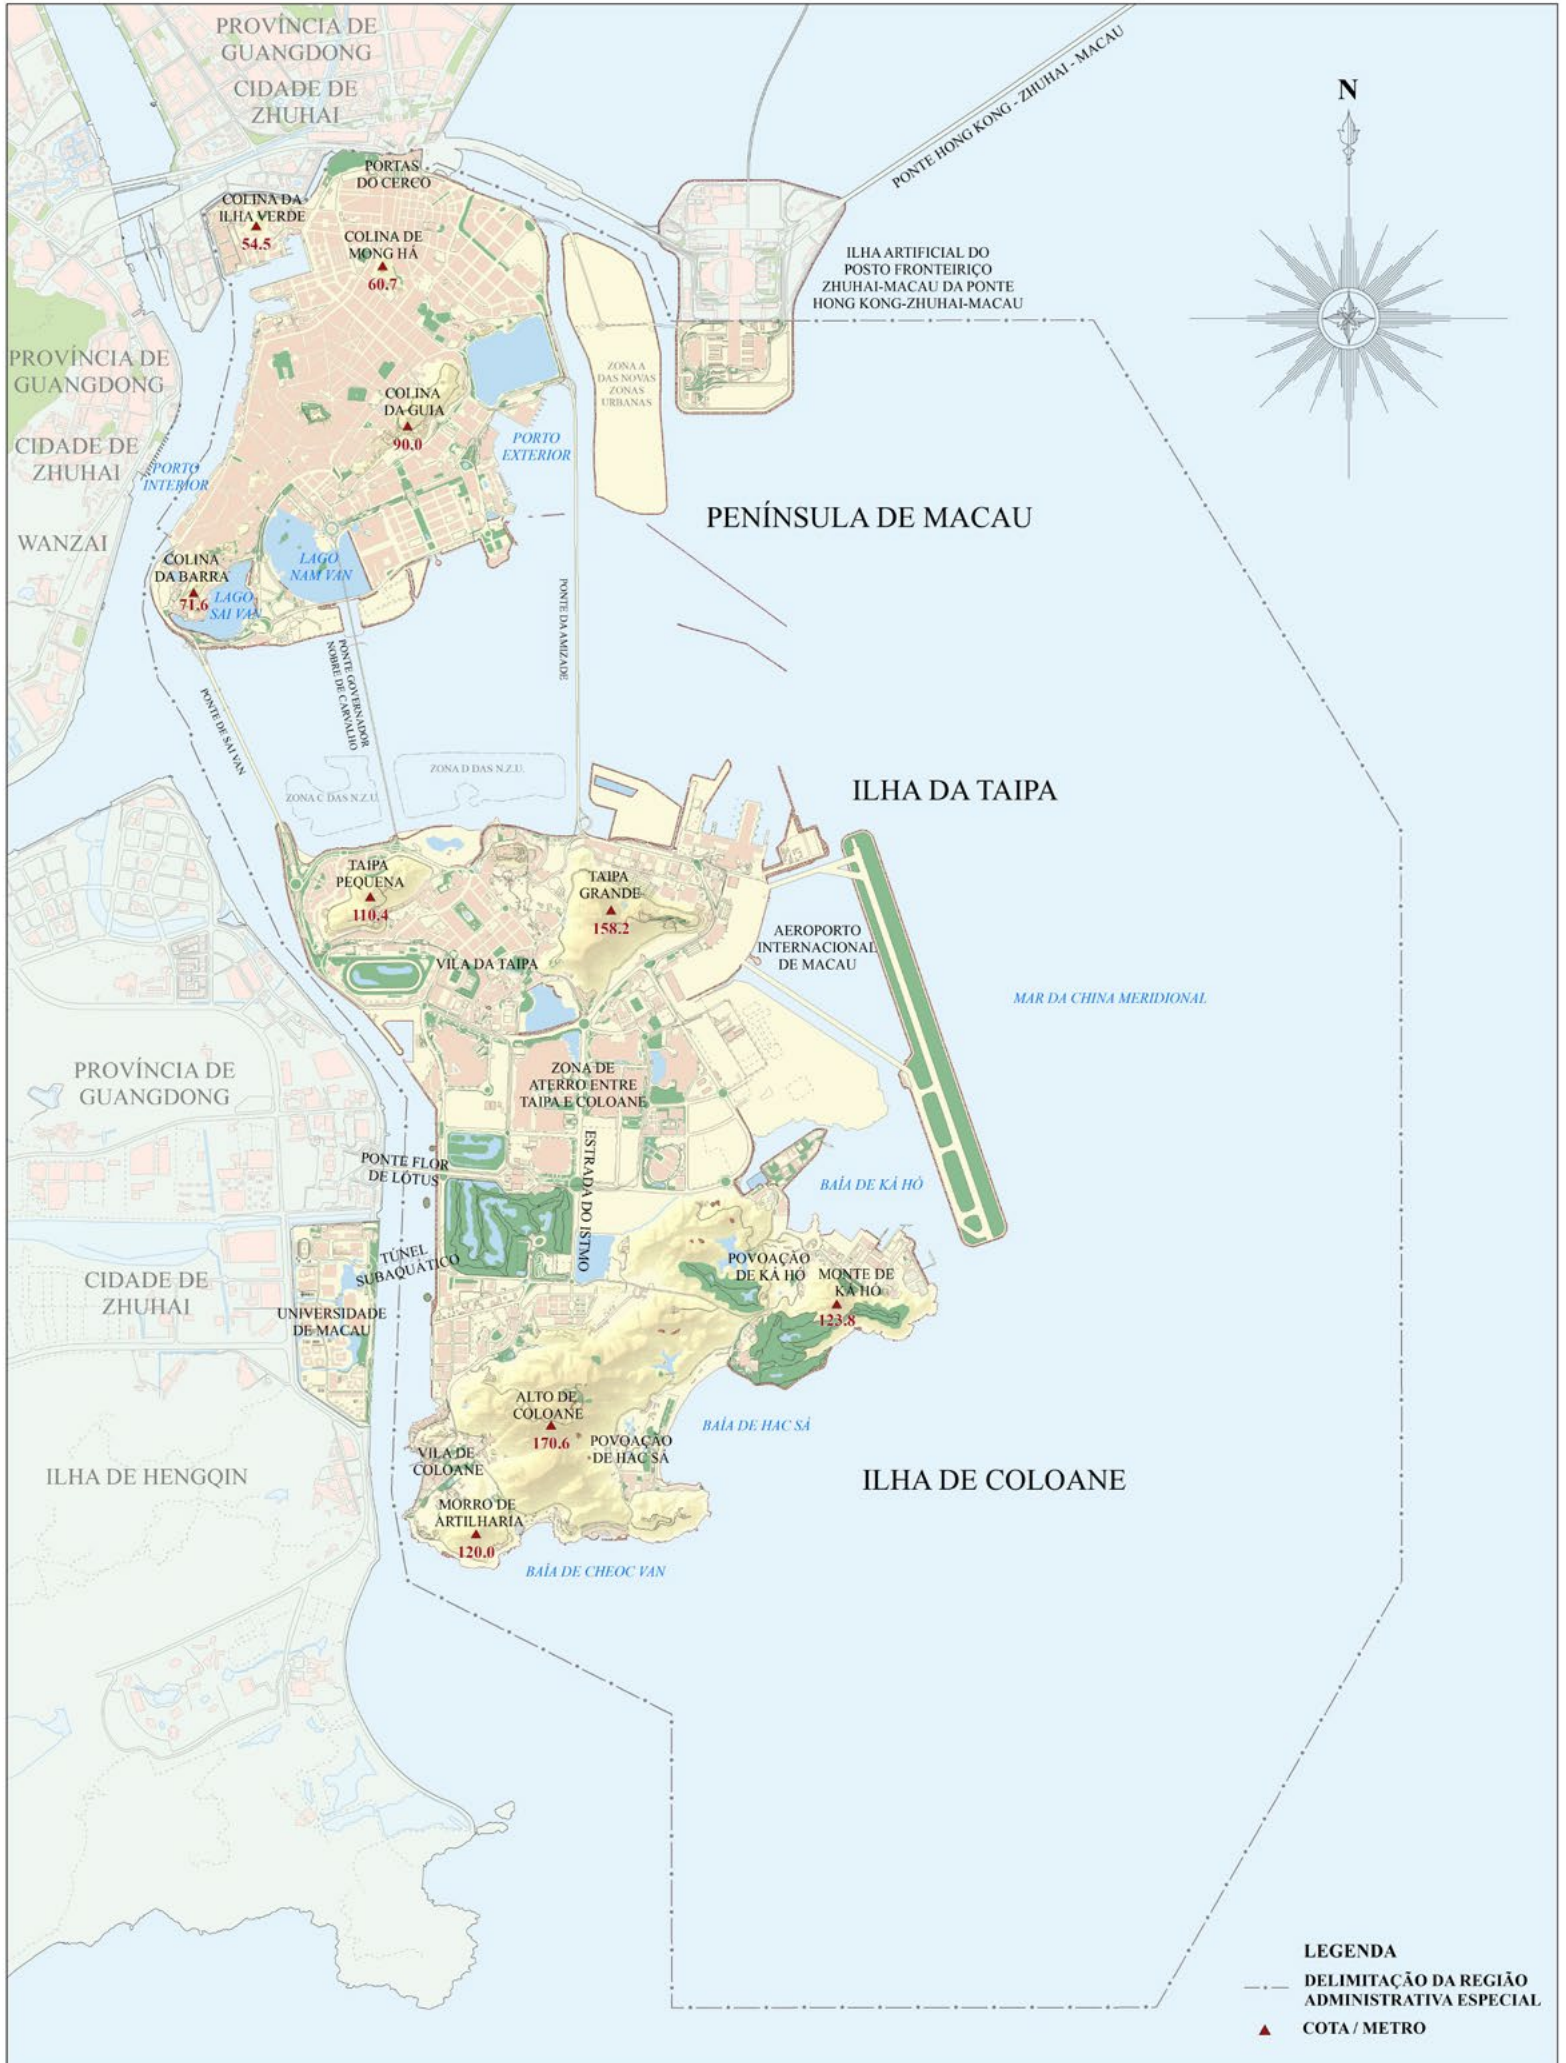 PROVÍNCIA DE
GUANGDONG
CIDADE DE
ZHUHAI
PONTE HONG KONG - ZHUHAI - MACAU
N
PORTAS
DO CERCO
COLINA DA
ILHA VERDE
54.5
COLINA DE
MONG HÁ
60.7
ILHA ARTIFICIAL DO
POSTO FRONTEIRIÇO
ZHUHAI-MACAU DA PONTE
HONG KONG-ZHUHAI-MACAU
PROVÍNCIA DE
GUANGDONG
ZONA A
DAS NOVAS
ZONAS
URBANAS
COLINA
DA GUIA
90.0
CIDADE DE
ZHUHAI
PORTO
INTERIOR
PORTO
EXTERIOR
PENÍNSULA DE MACAU
WANZAI
COLINA
DA BARRA
71.6
LAGO
NAM VAN
LAGO
SAI VAN
PONTE DE SAI VAN
PONTE GOVERNADOR
NOBRE DE CARVALHO
PONTE DA AMIZADE
ZONA C DAS N.Z.U.
ZONA D DAS N.Z.U.
ILHA DA TAIPA
TAIPA
PEQUENA
110.4
TAIPA
GRANDE
158.2
VILA DA TAIPA
AEROPORTO
INTERNACIONAL
DE MACAU
MAR DA CHINA MERIDIONAL
PROVÍNCIA DE
GUANGDONG
ZONA DE
ATERRO ENTRE
TAIPA E COLOANE
PONTE FLOR
DE LÓTUS
ESTRADA DO ISTMO
BAÍA DE KÁ HÓ
TÚNEL
SUBAQUÁTICO
CIDADE DE
ZHUHAI
UNIVERSIDADE
DE MACAU
POVOAÇÃO
DE KÁ HÓ
MONTE DE
KÁ HÓ
123.8
ALTO DE
COLOANE
170.6
POVOAÇÃO
DE HAC SÁ
BAÍA DE HAC SÁ
VILA DE
COLOANE
ILHA DE HENGQIN
ILHA DE COLOANE
MORRO DE
ARTILHARIA
120.0
BAÍA DE CHEOC VAN
LEGENDA
DELIMITAÇÃO DA REGIÃO
ADMINISTRATIVA ESPECIAL
COTA / METRO